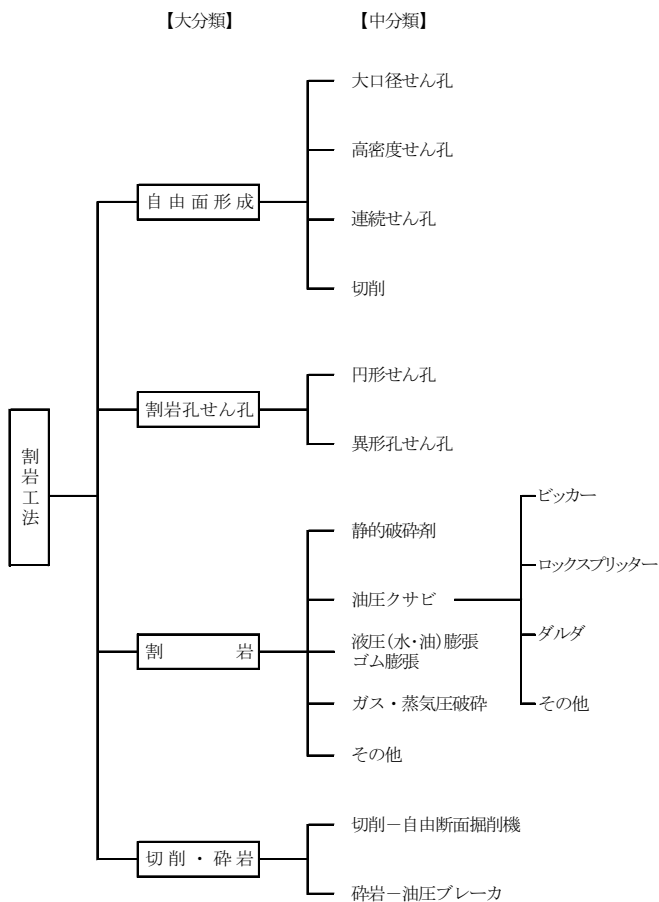 【大分類】
【中分類】
割岩工法
自由面形成
大口径せん孔
高密度せん孔
連続せん孔
切削
割岩孔せん孔
円形せん孔
異形孔せん孔
割岩
静的破砕剤
油圧クサビ
ビッカー
ロックスプリッター
ダルダ
その他
液圧(水・油)膨張
ゴム膨張
ガス・蒸気圧破砕
その他
切削・砕岩
切削－自由断面掘削機
砕岩－油圧ブレーカ